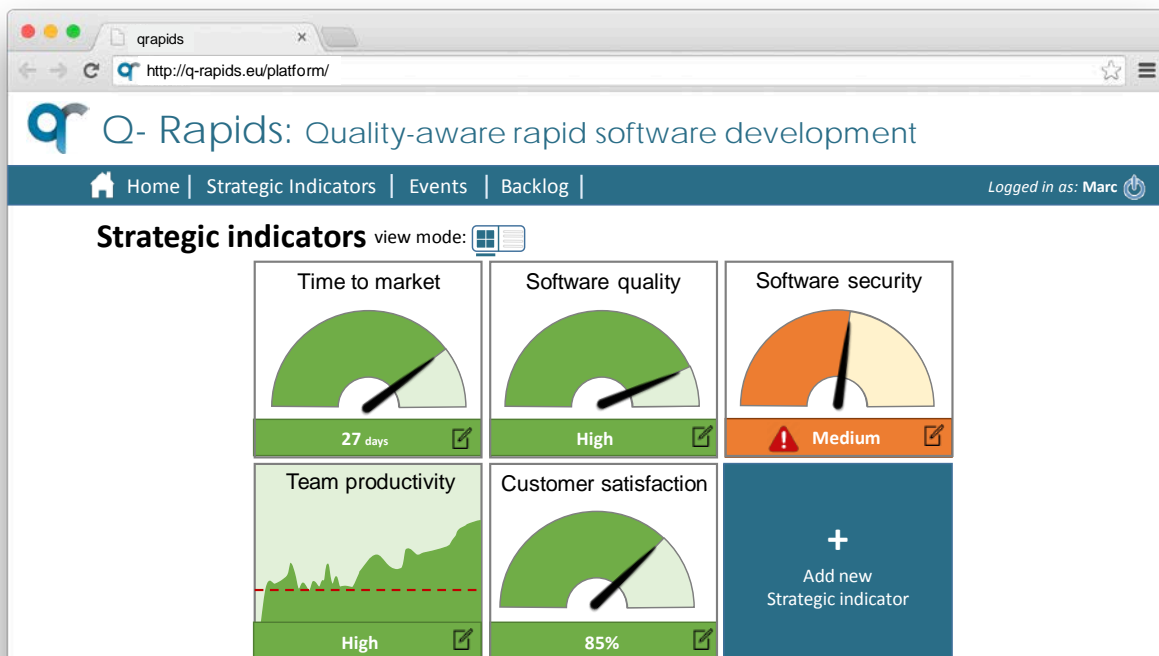 qrapids
http://q-rapids.eu/platform/
qr Q- Rapids: Quality-aware rapid software development
Home | Strategic Indicators | Events | Backlog | Logged in as: Marc
Strategic indicators view mode:
Time to market Software quality Software security
27 days High Medium
Team productivity Customer satisfaction
+
Add new
Strategic indicator
High 85%